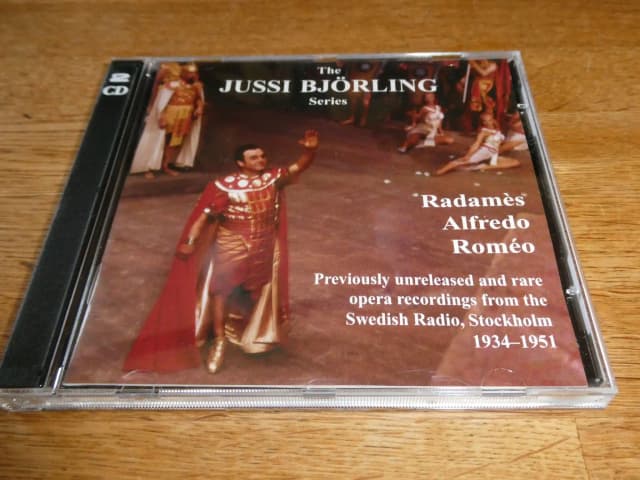 The
JUSSI BJÖRLING
Series
2
CD
Radamès
Alfredo
Roméo
Previously unreleased and rare
opera recordings from the
Swedish Radio, Stockholm
1934–1951